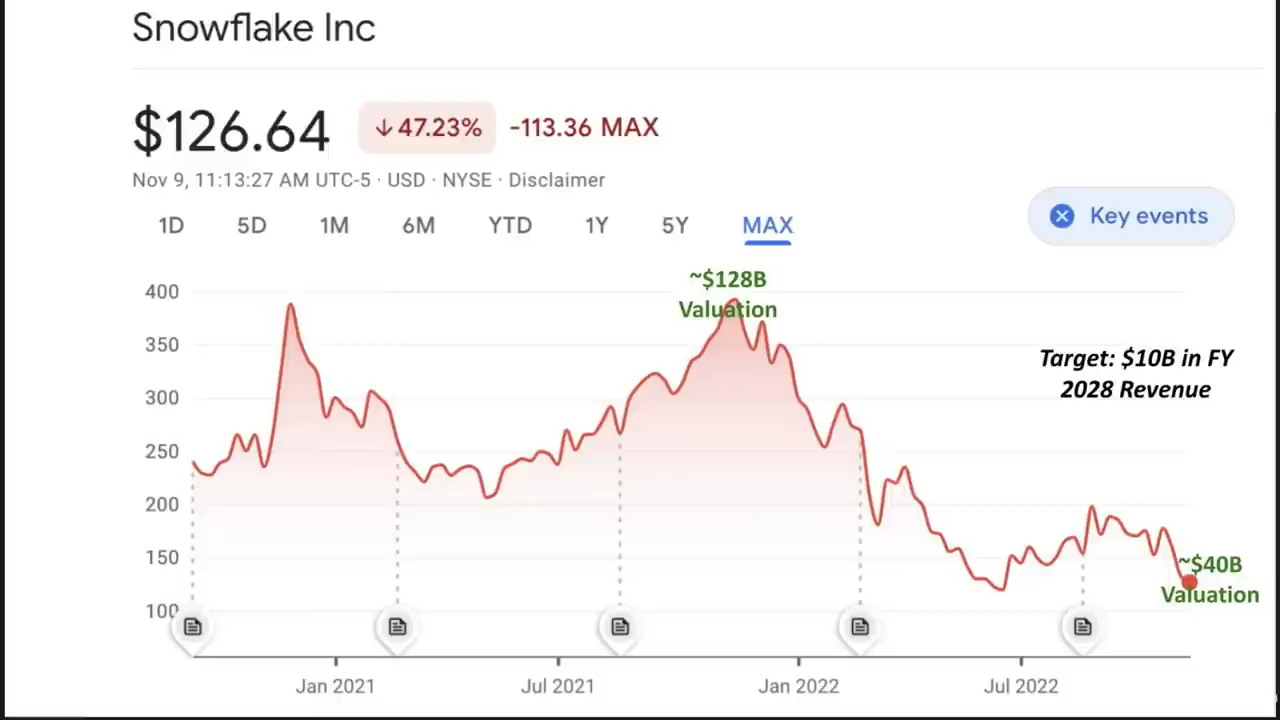 Snowflake Inc
$126.64 ↓47.23% -113.36 MAX
Nov 9, 11:13:27 AM UTC-5 · USD · NYSE · Disclaimer
1D 5D 1M 6M YTD 1Y 5Y MAX
Key events
~$128B
Valuation
400
350
300
250
200
150
100
Target: $10B in FY
2028 Revenue
~$40B
Valuation
Jan 2021 Jul 2021 Jan 2022 Jul 2022